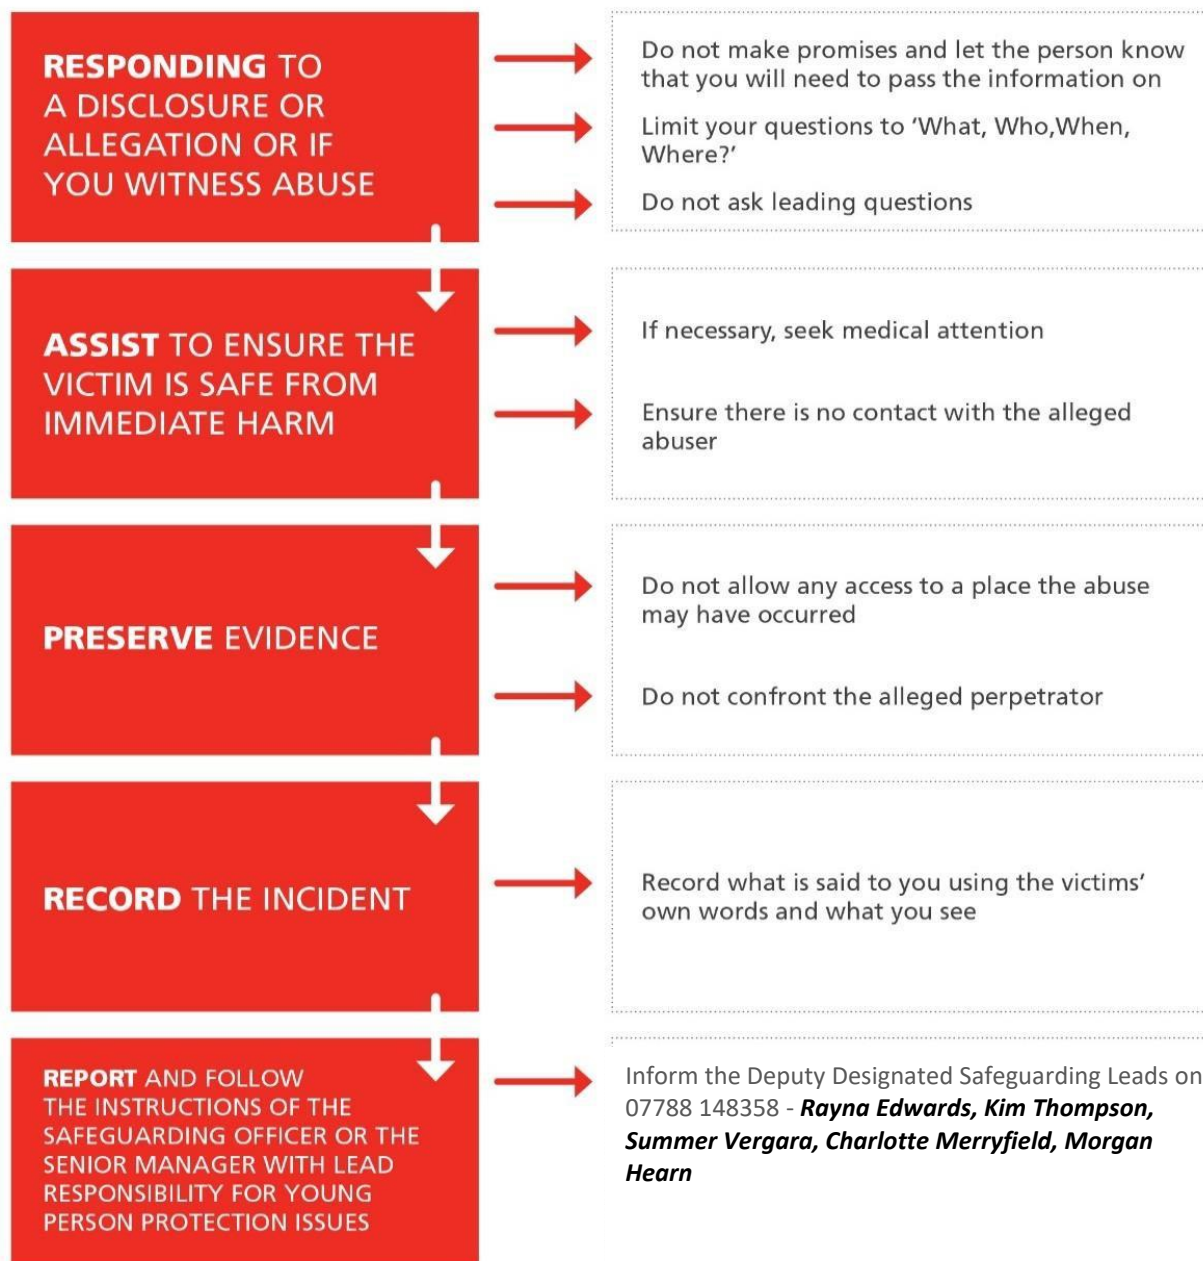 RESPONDING TO
A DISCLOSURE OR
ALLEGATION OR IF
YOU WITNESS ABUSE
Do not make promises and let the person know
that you will need to pass the information on
Limit your questions to ‘What, Who,When,
Where?’
Do not ask leading questions
ASSIST TO ENSURE THE
VICTIM IS SAFE FROM
IMMEDIATE HARM
If necessary, seek medical attention
Ensure there is no contact with the alleged
abuser
PRESERVE EVIDENCE
Do not allow any access to a place the abuse
may have occurred
Do not confront the alleged perpetrator
RECORD THE INCIDENT
Record what is said to you using the victims’
own words and what you see
REPORT AND FOLLOW
THE INSTRUCTIONS OF THE
SAFEGUARDING OFFICER OR THE
SENIOR MANAGER WITH LEAD
RESPONSIBILITY FOR YOUNG
PERSON PROTECTION ISSUES
Inform the Deputy Designated Safeguarding Leads on
07788 148358 - Rayna Edwards, Kim Thompson,
Summer Vergara, Charlotte Merryfield, Morgan
Hearn